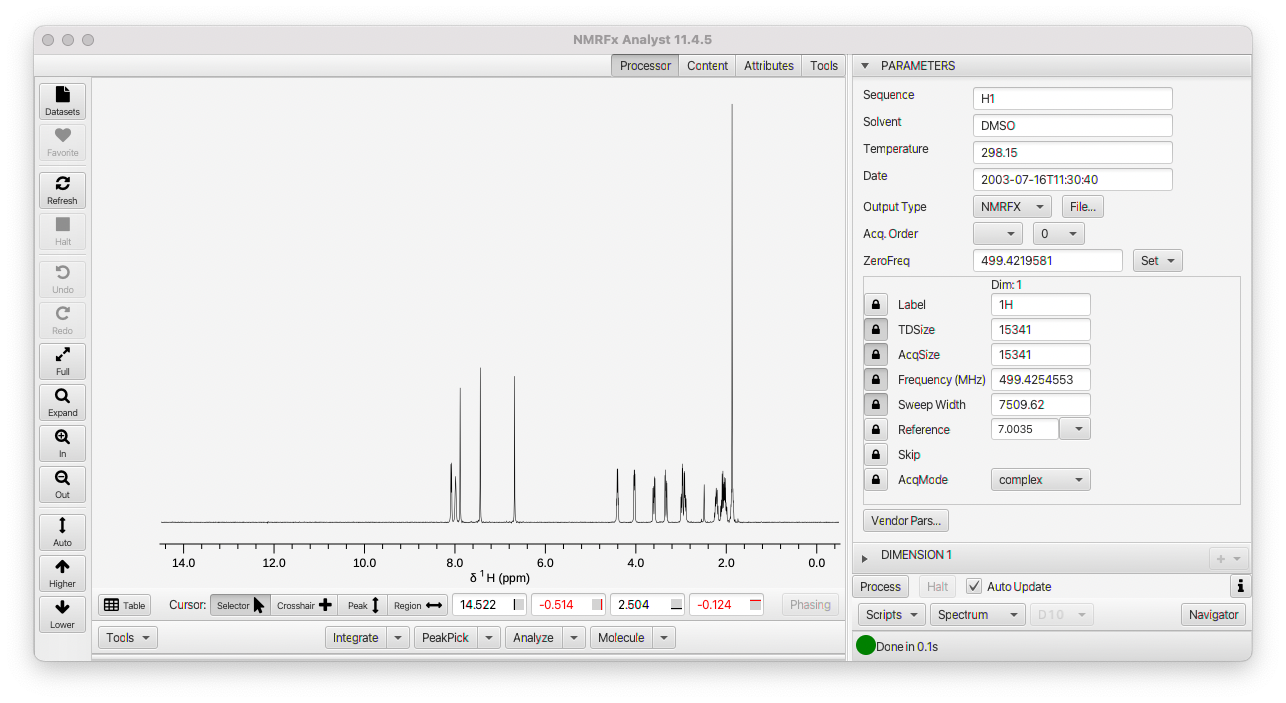 NMRFx Analyst 11.4.5
Processor Content Attributes Tools
Datasets
Favorite
Refresh
Halt
Undo
Redo
Full
Expand
In
Out
Auto
Higher
Lower
14.0 12.0 10.0 8.0 6.0 4.0 2.0 0.0
δ 1 H (ppm)
Table Cursor: Selector Crosshair Peak Region 14.522 -0.514 2.504 -0.124 Phasing
Tools Integrate PeakPick Analyze Molecule
PARAMETERS
Sequence H1
Solvent DMSO
Temperature 298.15
Date 2003-07-16T11:30:40
Output Type NMRFX File...
Acq. Order 0
ZeroFreq 499.4219581 Set
Dim: 1
Label 1H
TDSize 15341
AcqSize 15341
Frequency (MHz) 499.4254553
Sweep Width 7509.62
Reference 7.0035
Skip
AcqMode complex
Vendor Pars...
DIMENSION 1 +
Process Halt Auto Update i
Scripts Spectrum D10 Navigator
Done in 0.1s